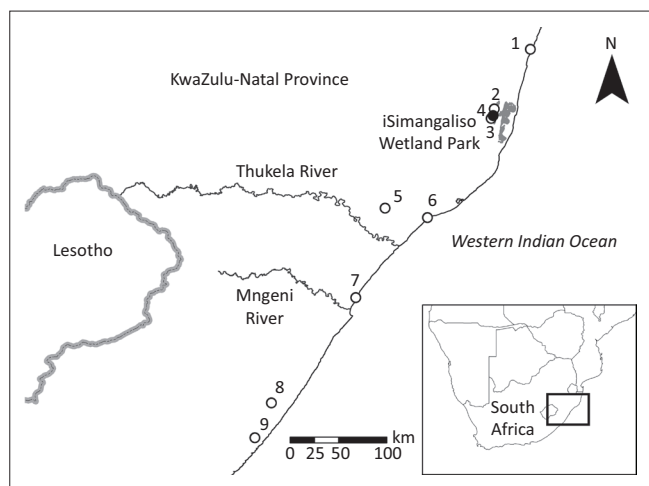 1
N
KwaZulu-Natal Province
2
4
iSimangaliso
Wetland Park
3
Thukela River
5
6
Lesotho
Western Indian Ocean
7
Mngeni
River
8
9
km
0 25 50 100
South
Africa